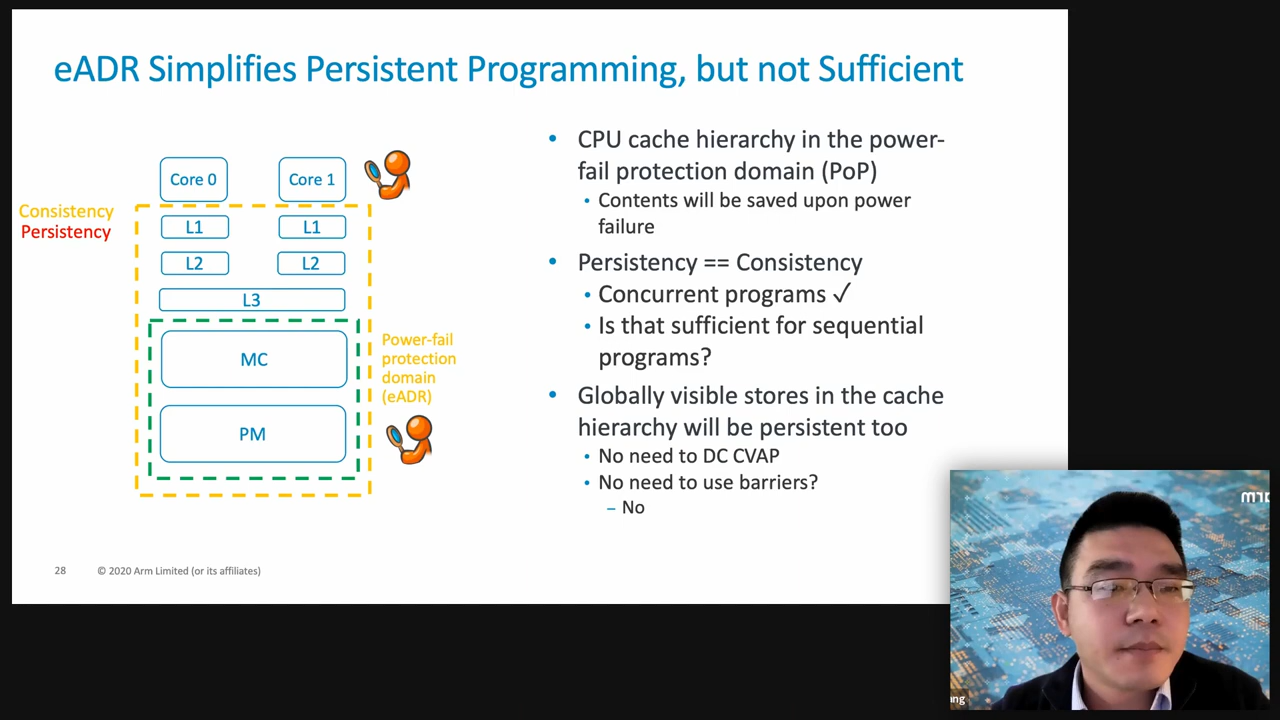 eADR Simplifies Persistent Programming, but not Sufficient
Core 0
Core 1
Consistency
Persistency
L1
L1
L2
L2
L3
MC
PM
Power-fail
protection
domain
(eADR)
• CPU cache hierarchy in the power-
fail protection domain (PoP)
• Contents will be saved upon power
failure
• Persistency == Consistency
• Concurrent programs ✓
• Is that sufficient for sequential
programs?
• Globally visible stores in the cache
hierarchy will be persistent too
• No need to DC CVAP
• No need to use barriers?
– No
28
© 2020 Arm Limited (or its affiliates)
ang